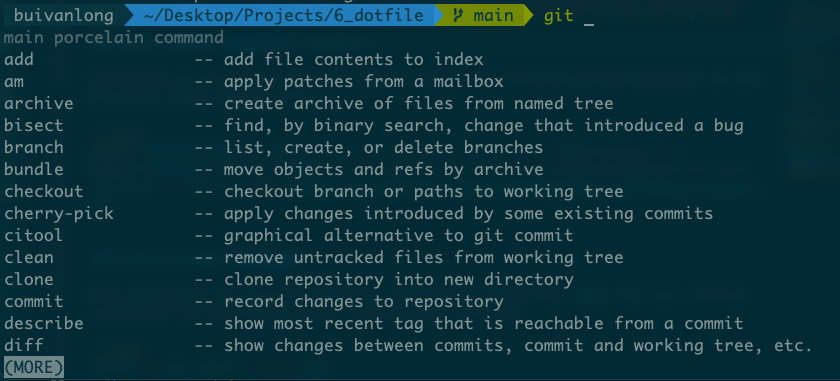 buivanlong ~/Desktop/Projects/6_dotfile main git _
main porcelain command
add -- add file contents to index
am -- apply patches from a mailbox
archive -- create archive of files from named tree
bisect -- find, by binary search, change that introduced a bug
branch -- list, create, or delete branches
bundle -- move objects and refs by archive
checkout -- checkout branch or paths to working tree
cherry-pick -- apply changes introduced by some existing commits
citool -- graphical alternative to git commit
clean -- remove untracked files from working tree
clone -- clone repository into new directory
commit -- record changes to repository
describe -- show most recent tag that is reachable from a commit
diff -- show changes between commits, commit and working tree, etc.
(MORE)